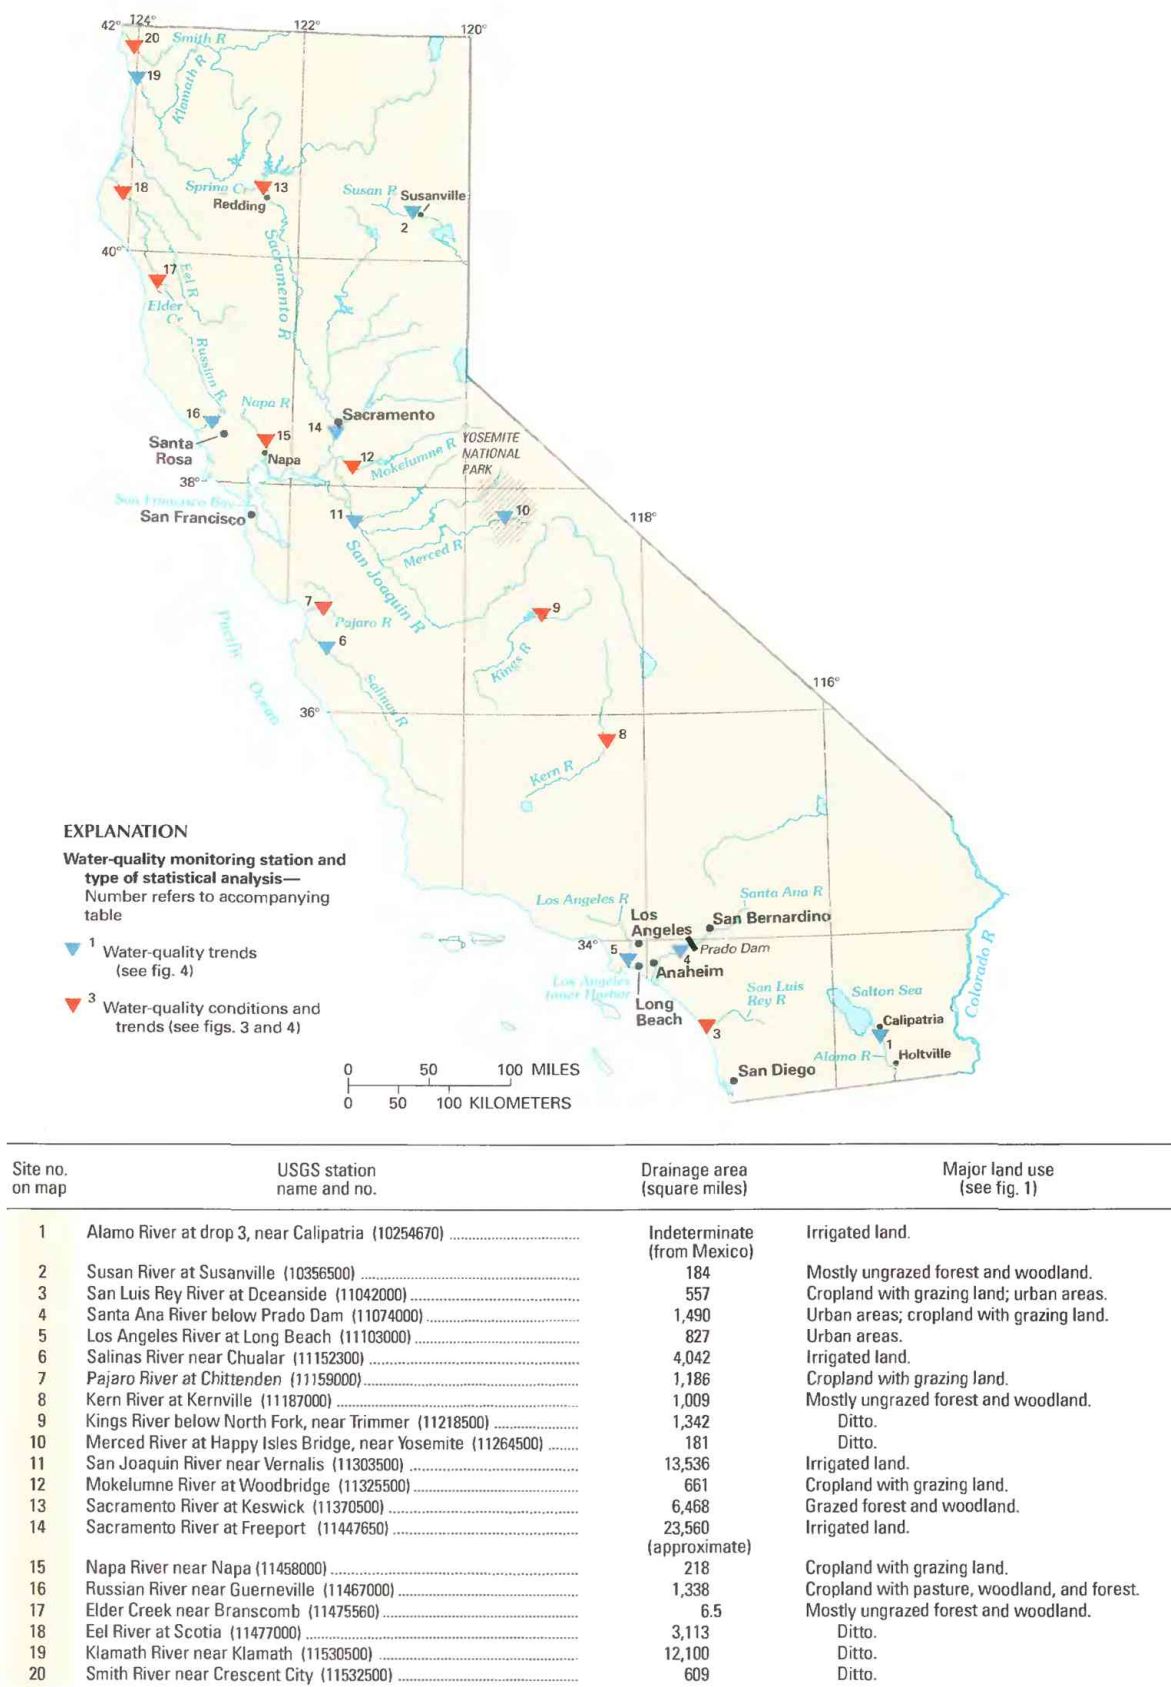 42° 124° 122° 120°
20 Smith R
19
Klamath R
18
Spring Cr 13
Redding
Susan R Susanville
2
40°
Sacramento R
17
Eel R
Elder
Cr
Russian R
16
Napa R
Santa
Rosa
15
Napa
14
Sacramento
12
Mokelumne R
YOSEMITE
NATIONAL
PARK
38°
San Francisco Bay
San Francisco
11
10
118°
Merced R
San Joaquin R
7
Pajaro R
6
9
Kings R
Pacific
Ocean
Salinas R
116°
36°
8
Kern R
EXPLANATION
Water-quality monitoring station and
type of statistical analysis—
Number refers to accompanying
table
1 Water-quality trends
(see fig. 4)
3 Water-quality conditions and
trends (see figs. 3 and 4)
Los Angeles R
Santa Ana R
Los
Angeles
San Bernardino
34°
5
4
Prado Dam
Anaheim
Los Angeles
Inner Harbor
Long
Beach
San Luis
Rey R
3
Salton Sea
Calipatria
1
Alamo R
Holtville
Colorado R
San Diego
0 50 100 MILES
0 50 100 KILOMETERS
Site no. USGS station Drainage area Major land use
on map name and no. (square miles) (see fig. 1)
1 Alamo River at drop 3, near Calipatria (10254670) Indeterminate Irrigated land.
(from Mexico)
2 Susan River at Susanville (10356500) 184 Mostly ungrazed forest and woodland.
3 San Luis Rey River at Oceanside (11042000) 557 Cropland with grazing land; urban areas.
4 Santa Ana River below Prado Dam (11074000) 1,490 Urban areas; cropland with grazing land.
5 Los Angeles River at Long Beach (11103000) 827 Urban areas.
6 Salinas River near Chualar (11152300) 4,042 Irrigated land.
7 Pajaro River at Chittenden (11159000) 1,186 Cropland with grazing land.
8 Kern River at Kernville (11187000) 1,009 Mostly ungrazed forest and woodland.
9 Kings River below North Fork, near Trimmer (11218500) 1,342 Ditto.
10 Merced River at Happy Isles Bridge, near Yosemite (11264500) 181 Ditto.
11 San Joaquin River near Vernalis (11303500) 13,536 Irrigated land.
12 Mokelumne River at Woodbridge (11325500) 661 Cropland with grazing land.
13 Sacramento River at Keswick (11370500) 6,468 Grazed forest and woodland.
14 Sacramento River at Freeport (11447650) 23,560 Irrigated land.
(approximate)
15 Napa River near Napa (11458000) 218 Cropland with grazing land.
16 Russian River near Guerneville (11467000) 1,338 Cropland with pasture, woodland, and forest.
17 Elder Creek near Branscomb (11475560) 6.5 Mostly ungrazed forest and woodland.
18 Eel River at Scotia (11477000) 3,113 Ditto.
19 Klamath River near Klamath (11530500) 12,100 Ditto.
20 Smith River near Crescent City (11532500) 609 Ditto.